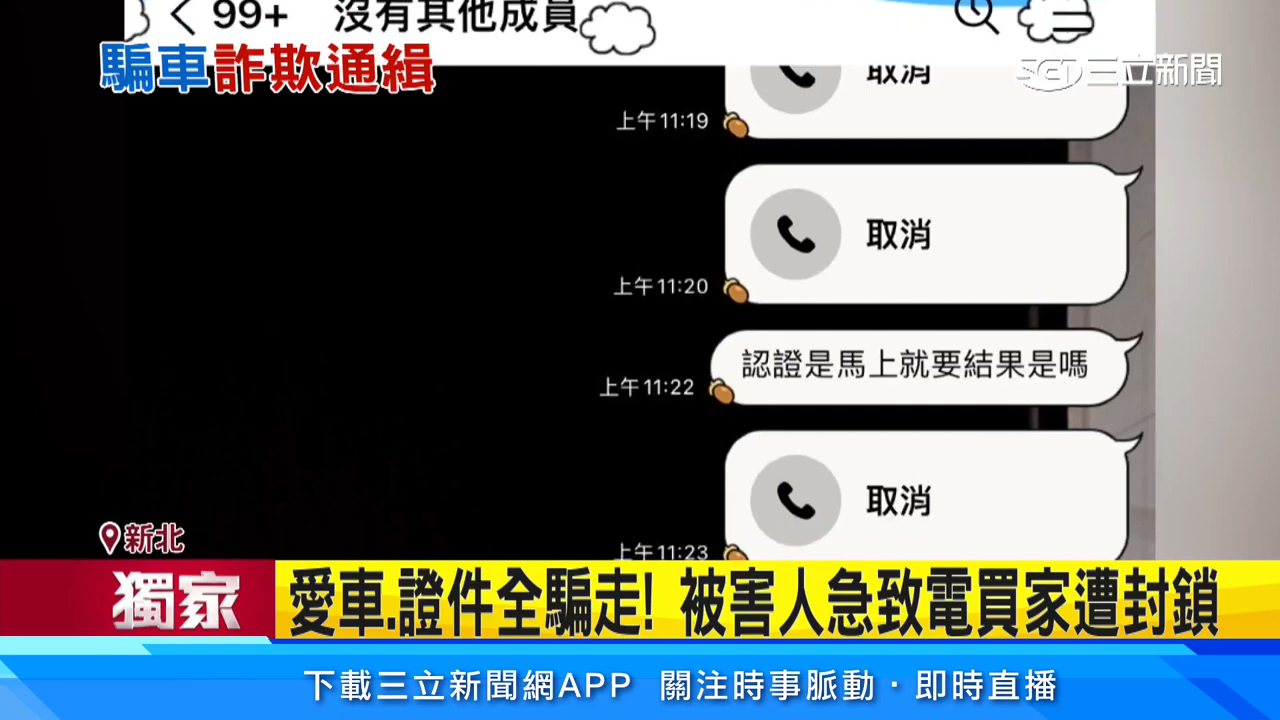 99+ 沒有其他成員
騙車詐欺通緝
SET三立新聞
取消
上午11:19
取消
上午11:20
認證是馬上就要結果是嗎
上午11:22
取消
上午11:23
新北
獨家
愛車.證件全騙走! 被害人急致電買家遭封鎖
下載三立新聞網APP 關注時事脈動・即時直播